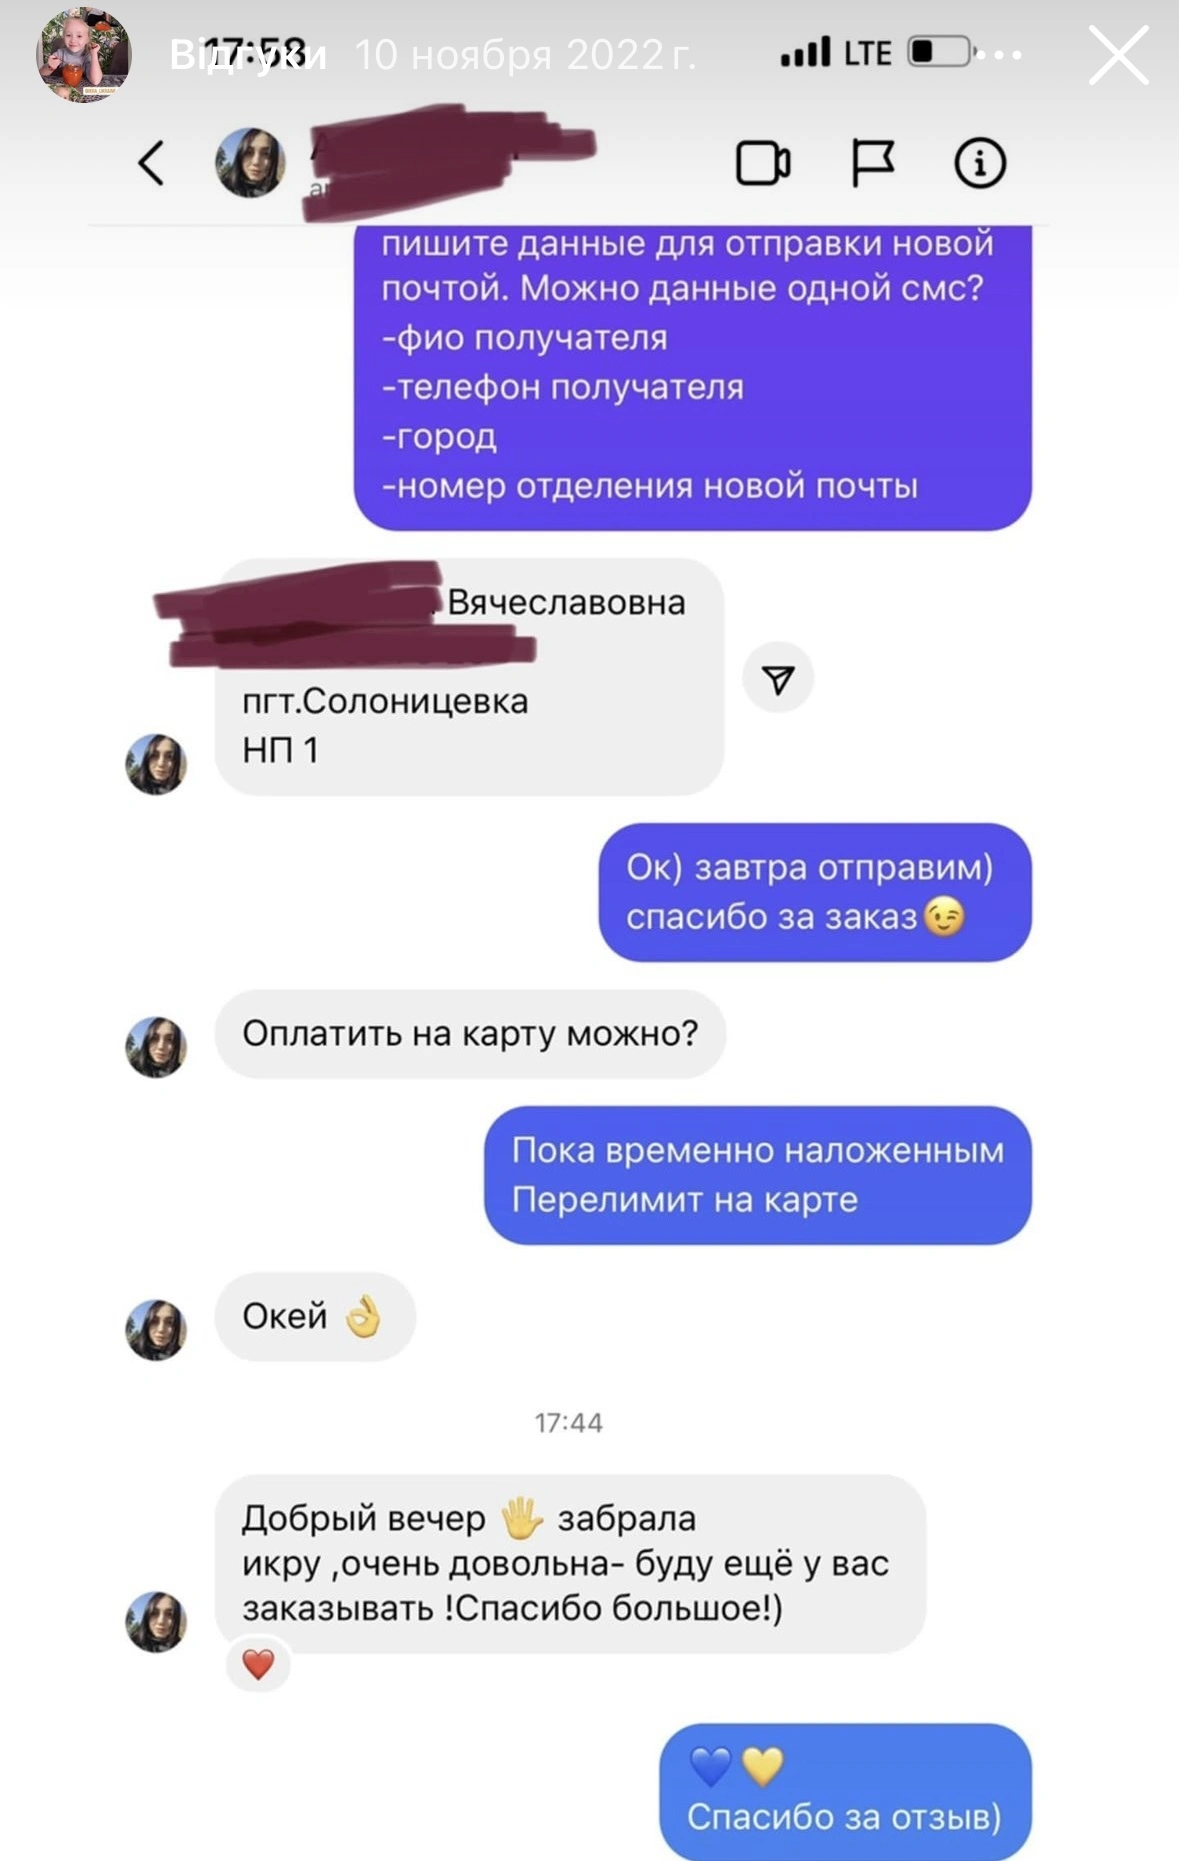 Відгуки 10 ноября 2022 г.
17:58
LTE
пишите данные для отправки новой
почтой. Можно данные одной смс?
-фио получателя
-телефон получателя
-город
-номер отделения новой почты
Вячеславовна
пгт.Солоницевка
НП 1
Ок) завтра отправим)
спасибо за заказ😉
Оплатить на карту можно?
Пока временно наложенным
Перелимит на карте
Окей 👌
17:44
Добрый вечер 🖐 забрала
икру ,очень довольна- буду ещё у вас
заказывать !Спасибо большое!)
❤️
💙💛
Спасибо за отзыв)